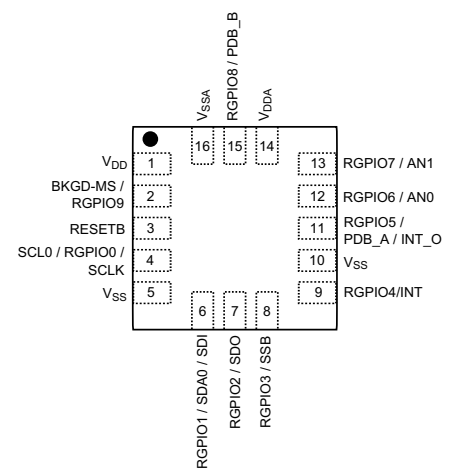 VSSA
RGPIO8 / PDB_B
VDDA
16
15
14
VDD
1
BKGD-MS /
RGPIO9
2
RESETB
3
SCL0 / RGPIO0 /
SCLK
4
VSS
5
13
RGPIO7 / AN1
12
RGPIO6 / AN0
11
RGPIO5 /
PDB_A / INT_O
10
VSS
9
RGPIO4/INT
6
7
8
RGPIO1 / SDA0 / SDI
RGPIO2 / SDO
RGPIO3 / SSB